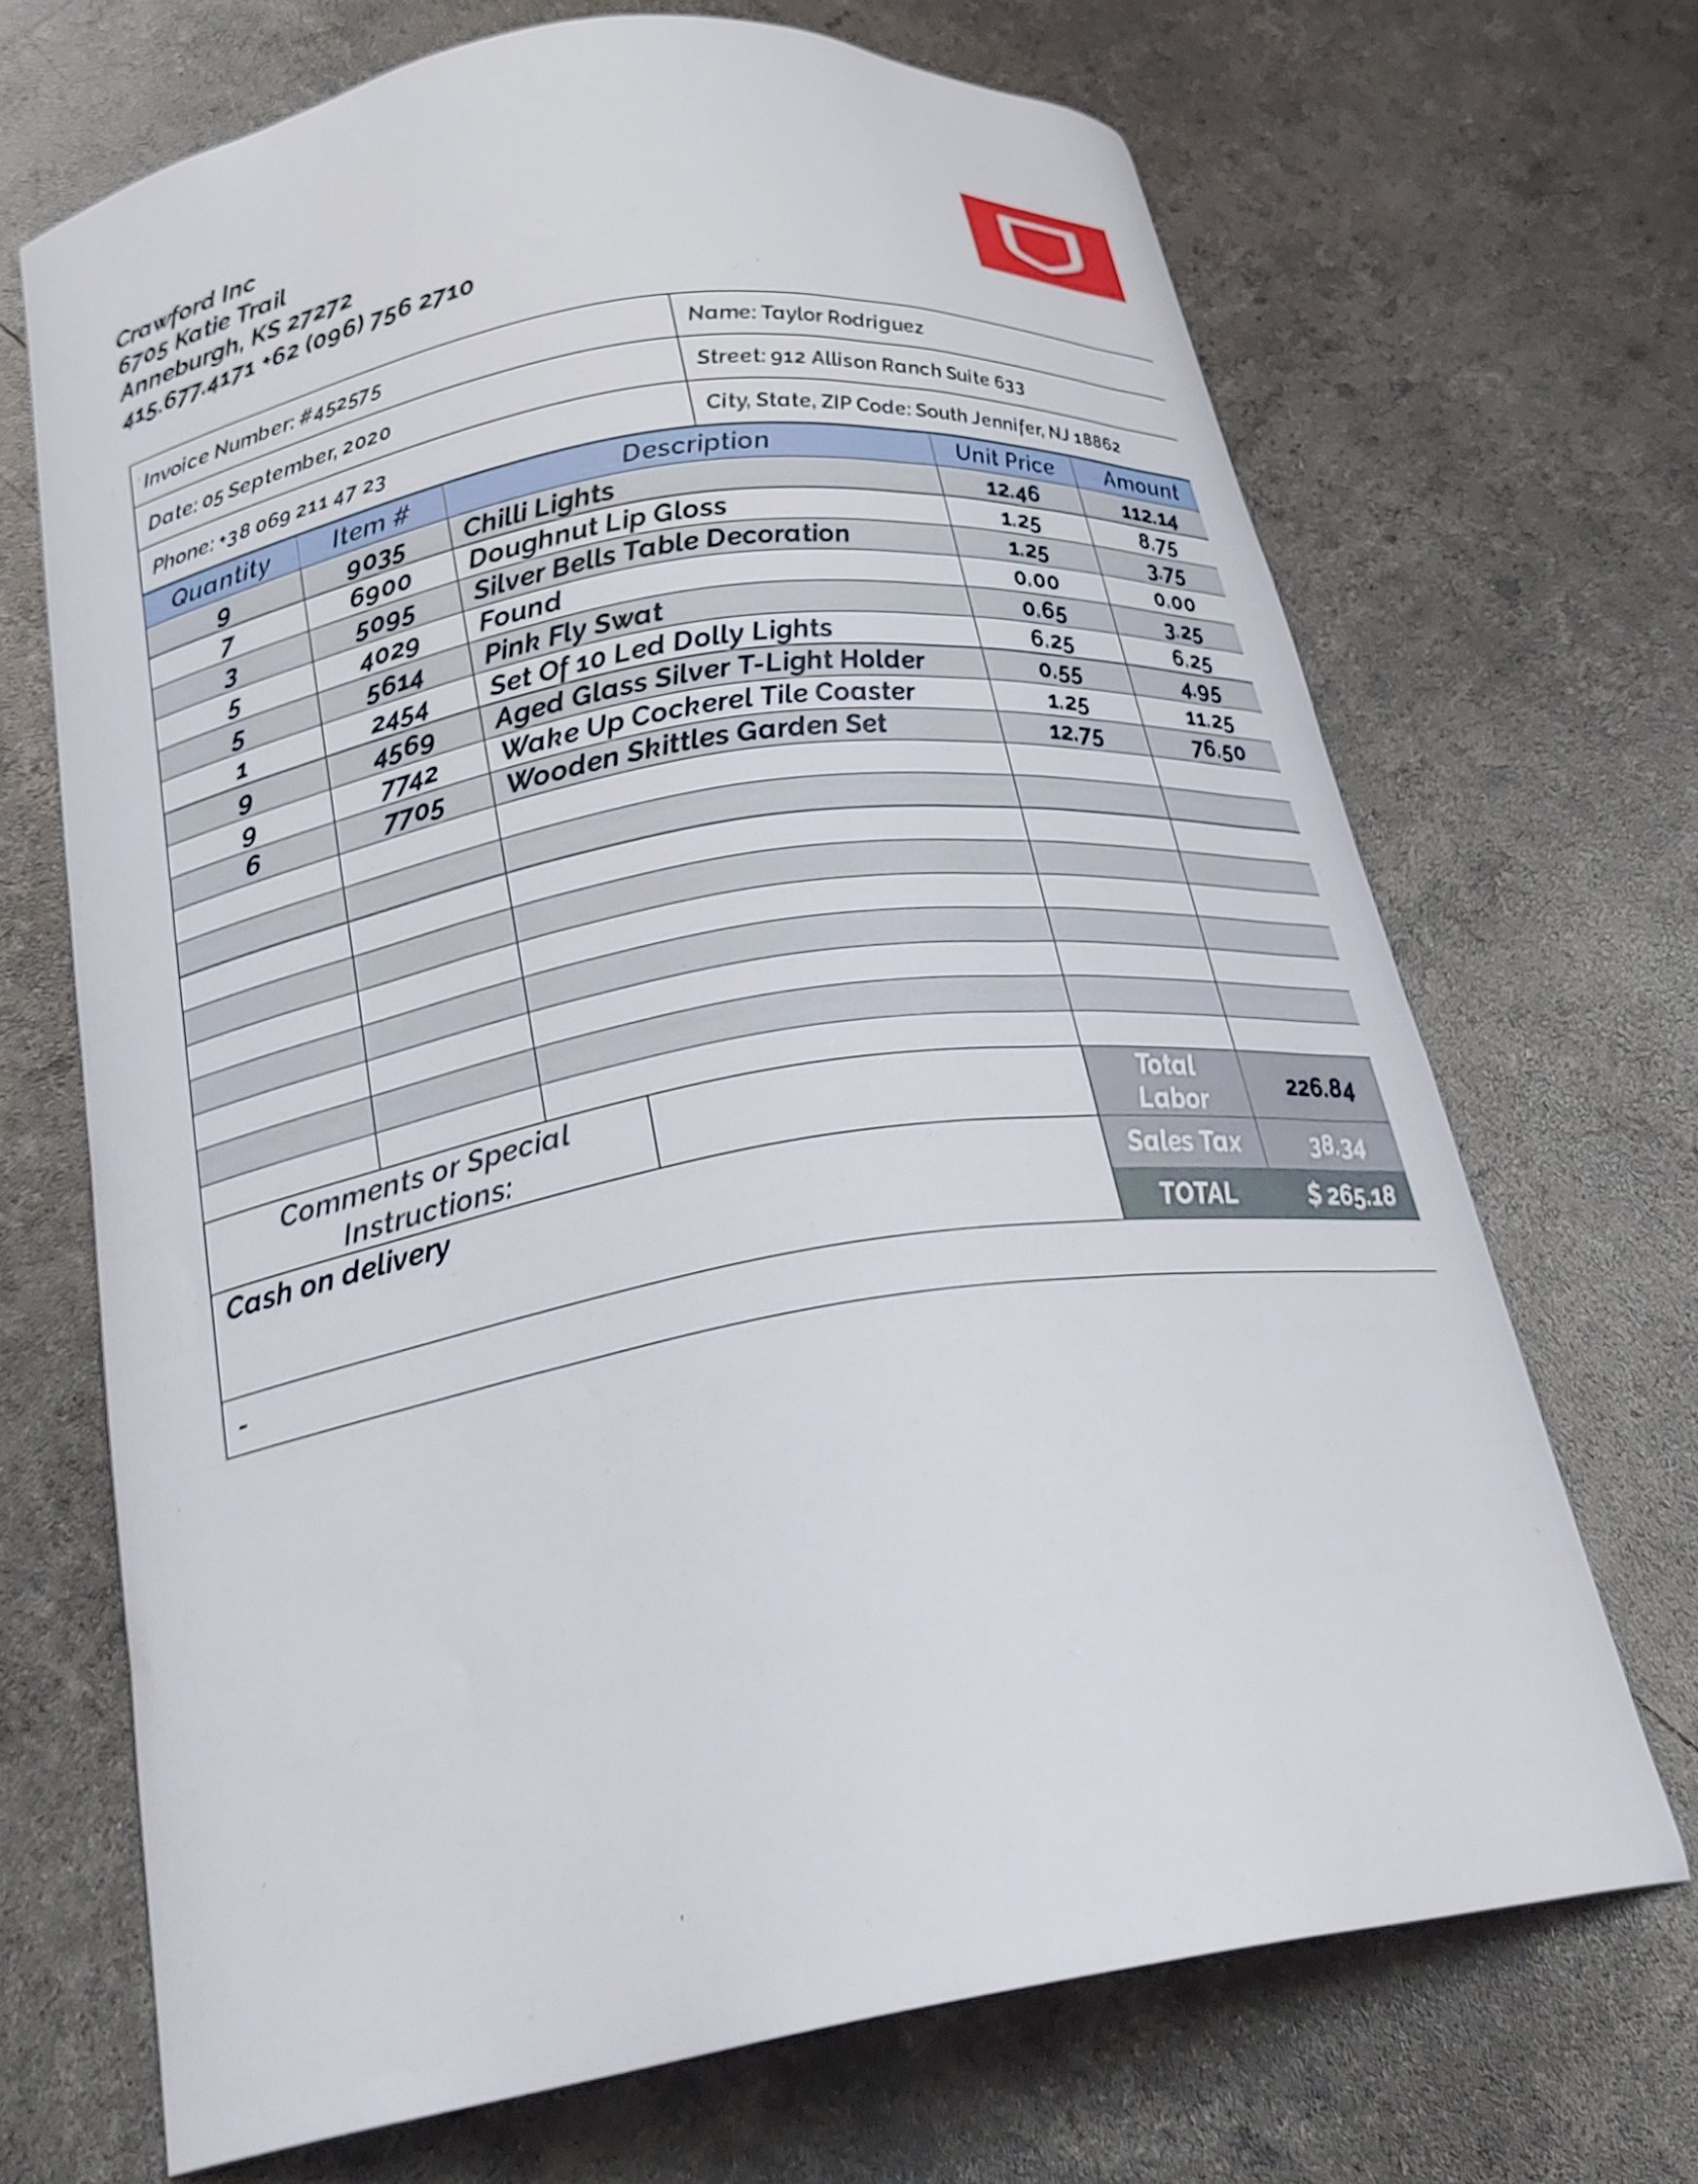 Crawford Inc
6705 Katie Trail
Anneburgh, KS 27272
415.677.4171 +62 (096) 756 2710
Invoice Number: #452575 Name: Taylor Rodriguez
Date: 05 September, 2020 Street: 912 Allison Ranch Suite 633
Phone: +38 069 211 47 23 City, State, ZIP Code: South Jennifer, NJ 18862
Quantity Item # Description Unit Price Amount
9 9035 Chilli Lights 12.46 112.14
7 6900 Doughnut Lip Gloss 1.25 8.75
3 5095 Silver Bells Table Decoration 1.25 3.75
5 4029 Found 0.00 0.00
5 5614 Pink Fly Swat 0.65 3.25
1 2454 Set Of 10 Led Dolly Lights 6.25 6.25
9 4569 Aged Glass Silver T-Light Holder 0.55 4.95
9 7742 Wake Up Cockerel Tile Coaster 1.25 11.25
6 7705 Wooden Skittles Garden Set 12.75 76.50
Total
Labor 226.84
Sales Tax 38.34
TOTAL $ 265.18
Comments or Special
Instructions:
Cash on delivery
-